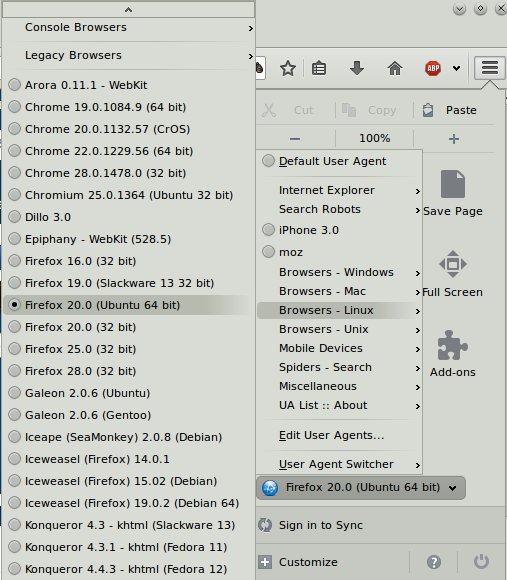 Console Browsers
Legacy Browsers
Arora 0.11.1 - WebKit
Chrome 19.0.1084.9 (64 bit)
Chrome 20.0.1132.57 (CrOS)
Chrome 22.0.1229.56 (64 bit)
Chrome 28.0.1478.0 (32 bit)
Chromium 25.0.1364 (Ubuntu 32 bit)
Dillo 3.0
Epiphany - WebKit (528.5)
Firefox 16.0 (32 bit)
Firefox 19.0 (Slackware 13 32 bit)
Firefox 20.0 (Ubuntu 64 bit)
Firefox 20.0 (32 bit)
Firefox 25.0 (32 bit)
Firefox 28.0 (32 bit)
Galeon 2.0.6 (Ubuntu)
Galeon 2.0.6 (Gentoo)
Iceape (SeaMonkey) 2.0.8 (Debian)
Iceweasel (Firefox) 14.0.1
Iceweasel (Firefox) 15.02 (Debian)
Iceweasel (Firefox) 19.0.2 (Debian 64)
Konqueror 4.3 - khtml (Slackware 13)
Konqueror 4.3.1 - khtml (Fedora 11)
Konqueror 4.4.3 - khtml (Fedora 12)
ABP
Cut Copy Paste
− 100% +
Default User Agent
Internet Explorer
Search Robots
iPhone 3.0
moz
Browsers - Windows
Browsers - Mac
Browsers - Linux
Browsers - Unix
Mobile Devices
Spiders - Search
Miscellaneous
UA List :: About
Edit User Agents...
User Agent Switcher
Save Page
Full Screen
Add-ons
Firefox 20.0 (Ubuntu 64 bit)
Sign in to Sync
Customize
?